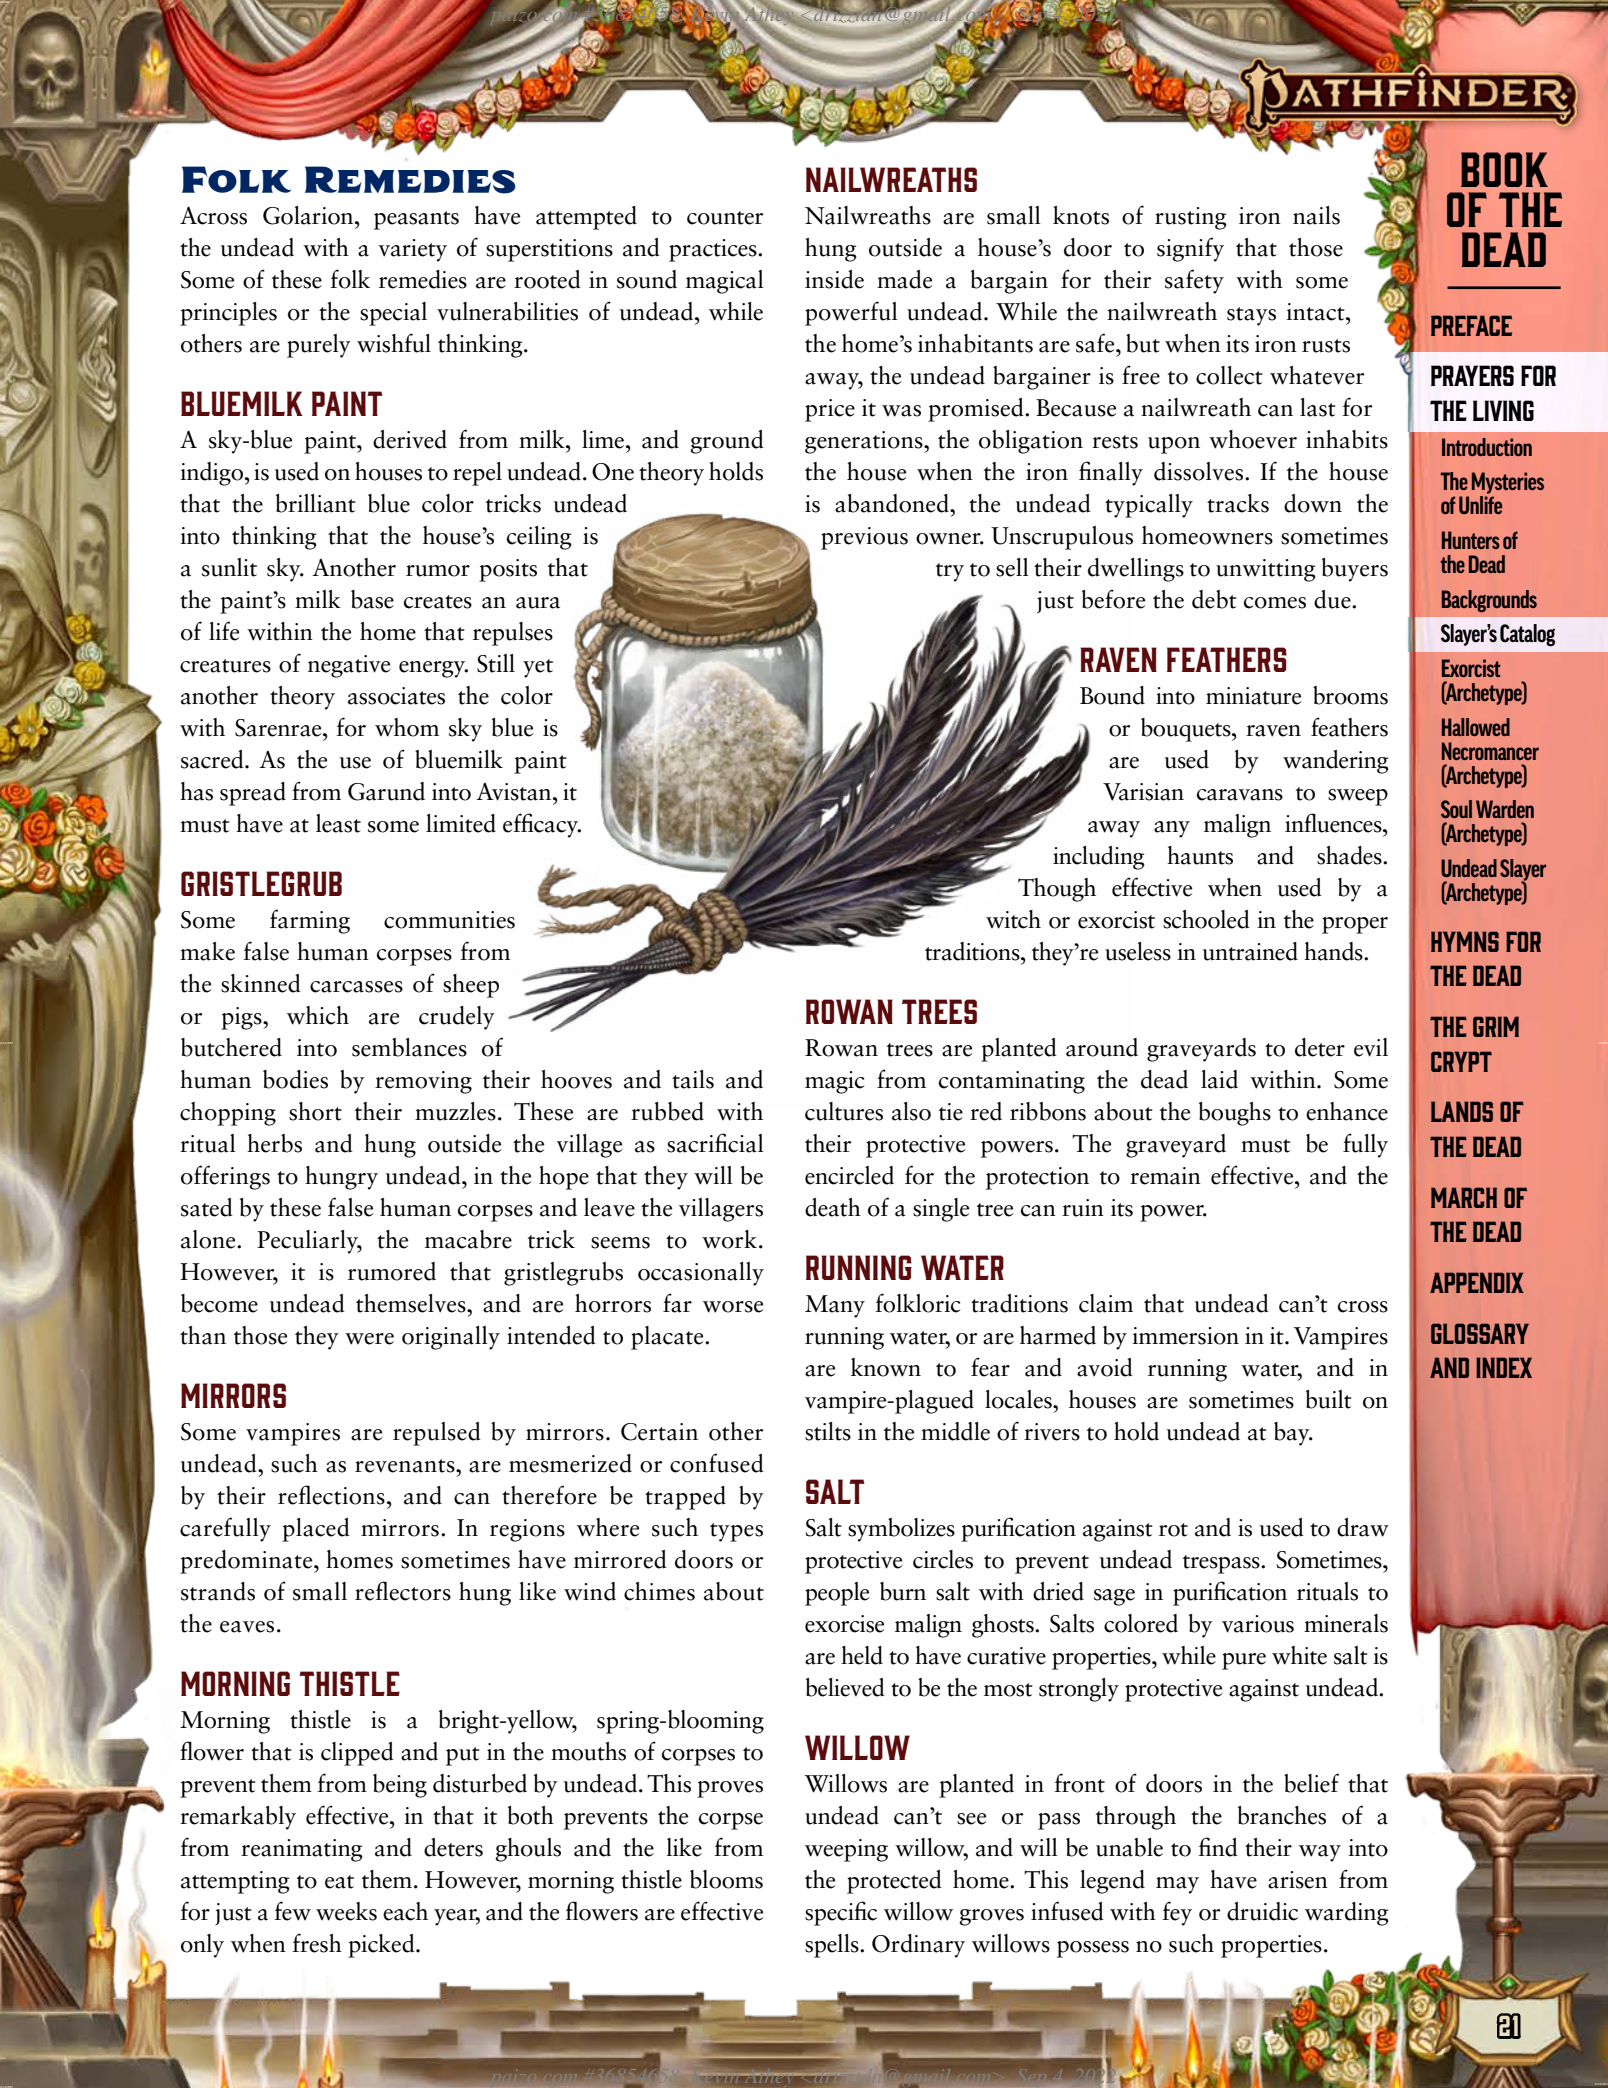 paizo.com #36854658, Kevin Athey <drizzidn@gmail.com>, Sep 4, 2022
PATHFINDER
FOLK REMEDIES
Across Golarion, peasants have attempted to counter
the undead with a variety of superstitions and practices.
Some of these folk remedies are rooted in sound magical
principles or the special vulnerabilities of undead, while
others are purely wishful thinking.
BLUEMILK PAINT
A sky-blue paint, derived from milk, lime, and ground
indigo, is used on houses to repel undead. One theory holds
that the brilliant blue color tricks undead
into thinking that the house's ceiling is
a sunlit sky. Another rumor posits that
the paint's milk base creates an aura
of life within the home that repulses
creatures of negative energy. Still yet
another theory associates the color
with Sarenrae, for whom sky blue is
sacred. As the use of bluemilk paint
has spread from Garund into Avistan, it
must have at least some limited efficacy.
GRISTLEGRUB
Some farming communities
make false human corpses from
the skinned carcasses of sheep
or pigs, which are crudely
butchered into semblances of
human bodies by removing their hooves and tails and
chopping short their muzzles. These are rubbed with
ritual herbs and hung outside the village as sacrificial
offerings to hungry undead, in the hope that they will be
sated by these false human corpses and leave the villagers
alone. Peculiarly, the macabre trick seems to work.
However, it is rumored that gristlegrubs occasionally
become undead themselves, and are horrors far worse
than those they were originally intended to placate.
MIRRORS
Some vampires are repulsed by mirrors. Certain other
undead, such as revenants, are mesmerized or confused
by their reflections, and can therefore be trapped by
carefully placed mirrors. In regions where such types
predominate, homes sometimes have mirrored doors or
strands of small reflectors hung like wind chimes about
the eaves.
MORNING THISTLE
Morning thistle is a bright-yellow, spring-blooming
flower that is clipped and put in the mouths of corpses to
prevent them from being disturbed by undead. This proves
remarkably effective, in that it both prevents the corpse
from reanimating and deters ghouls and the like from
attempting to eat them. However, morning thistle blooms
for just a few weeks each year, and the flowers are effective
only when fresh picked.
NAILWREATHS
Nailwreaths are small knots of rusting iron nails
hung outside a house's door to signify that those
inside made a bargain for their safety with some
powerful undead. While the nailwreath stays intact,
the home's inhabitants are safe, but when its iron rusts
away, the undead bargainer is free to collect whatever
price it was promised. Because a nailwreath can last for
generations, the obligation rests upon whoever inhabits
the house when the iron finally dissolves. If the house
is abandoned, the undead typically tracks down the
previous owner. Unscrupulous homeowners sometimes
try to sell their dwellings to unwitting buyers
just before the debt comes due.
RAVEN FEATHERS
Bound into miniature brooms
or bouquets, raven feathers
are used by wandering
Varisian caravans to sweep
away any malign influences,
including haunts and shades.
Though effective when used by a
witch or exorcist schooled in the proper
traditions, they're useless in untrained hands.
ROWAN TREES
Rowan trees are planted around graveyards to deter evil
magic from contaminating the dead laid within. Some
cultures also tie red ribbons about the boughs to enhance
their protective powers. The graveyard must be fully
encircled for the protection to remain effective, and the
death of a single tree can ruin its power.
RUNNING WATER
Many folkloric traditions claim that undead can't cross
running water, or are harmed by immersion in it. Vampires
are known to fear and avoid running water, and in
vampire-plagued locales, houses are sometimes built on
stilts in the middle of rivers to hold undead at bay.
SALT
Salt symbolizes purification against rot and is used to draw
protective circles to prevent undead trespass. Sometimes,
people burn salt with dried sage in purification rituals to
exorcise malign ghosts. Salts colored by various minerals
are held to have curative properties, while pure white salt is
believed to be the most strongly protective against undead.
WILLOW
Willows are planted in front of doors in the belief that
undead can't see or pass through the branches of a
weeping willow, and will be unable to find their way into
the protected home. This legend may have arisen from
specific willow groves infused with fey or druidic warding
spells. Ordinary willows possess no such properties.
BOOK
OF THE
DEAD
PREFACE
PRAYERS FOR
THE LIVING
Introduction
The Mysteries
of Unlife
Hunters of
the Dead
Backgrounds
Slayer's Catalog
Exorcist
(Archetype)
Hallowed
Necromancer
(Archetype)
Soul Warden
(Archetype)
Undead Slayer
(Archetype)
HYMNS FOR
THE DEAD
THE GRIM
CRYPT
LANDS OF
THE DEAD
MARCH OF
THE DEAD
APPENDIX
GLOSSARY
AND INDEX
21
paizo.com #36854658, Kevin Athey <drizzidn@gmail.com>, Sep 4, 2022